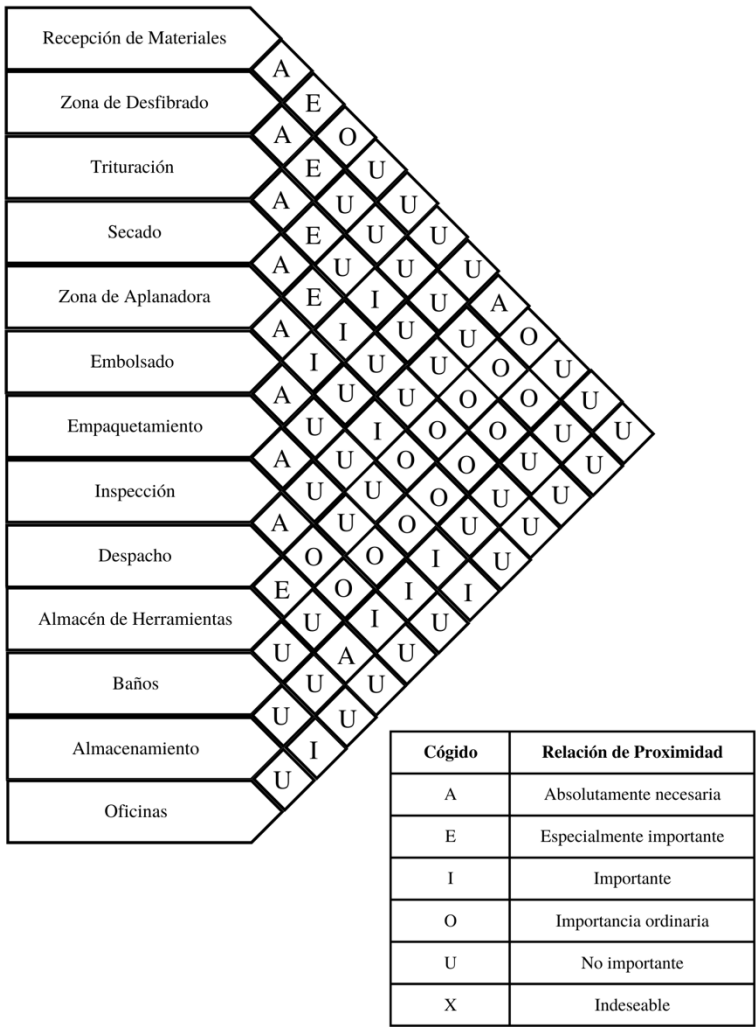 Recepción de Materiales
A
Zona de Desfibrado E
A O
Trituración E U
A U U
Secado E U U
A U U U
Zona de Aplanadora E I U A
A I U U O
Embolsado I U U O U
A U U O O U
Empaquetamiento U I O O U U
A U O O U U
Inspección U U O U U
A U O U U
Despacho O O I U
E O I I
Almacén de Herramientas U I U
U A U
Baños U U
U U
Almacenamiento I
U
Oficinas
Cógido Relación de Proximidad
A Absolutamente necesaria
E Especialmente importante
I Importante
O Importancia ordinaria
U No importante
X Indeseable